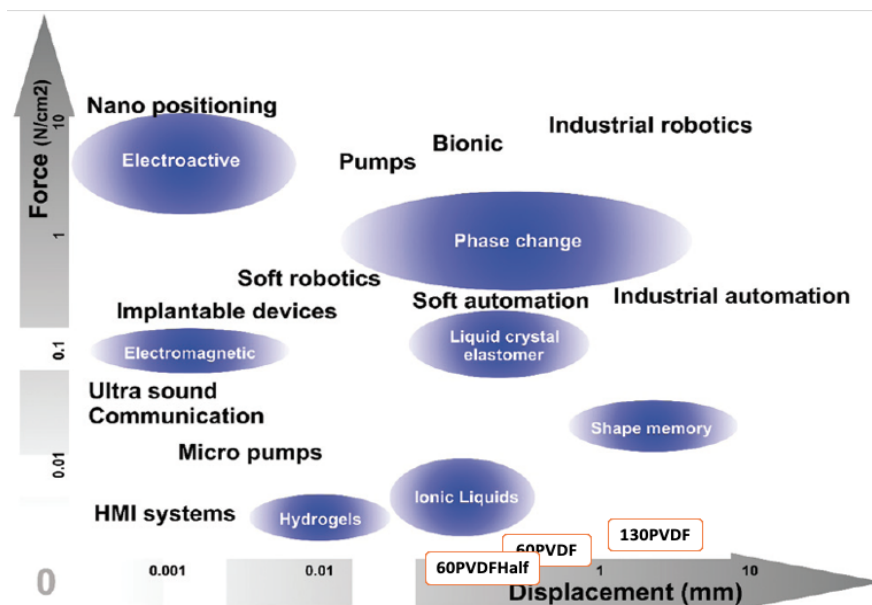 Force (N/cm2)
10
1
0.1
0.01
Nano positioning
Electroactive
Pumps
Bionic
Industrial robotics
Phase change
Soft robotics
Soft automation
Industrial automation
Implantable devices
Electromagnetic
Liquid crystal
elastomer
Ultra sound
Communication
Shape memory
Micro pumps
HMI systems
Hydrogels
Ionic Liquids
60PVDF
130PVDF
60PVDFHalf
0
0.001
0.01
1
10
Displacement (mm)